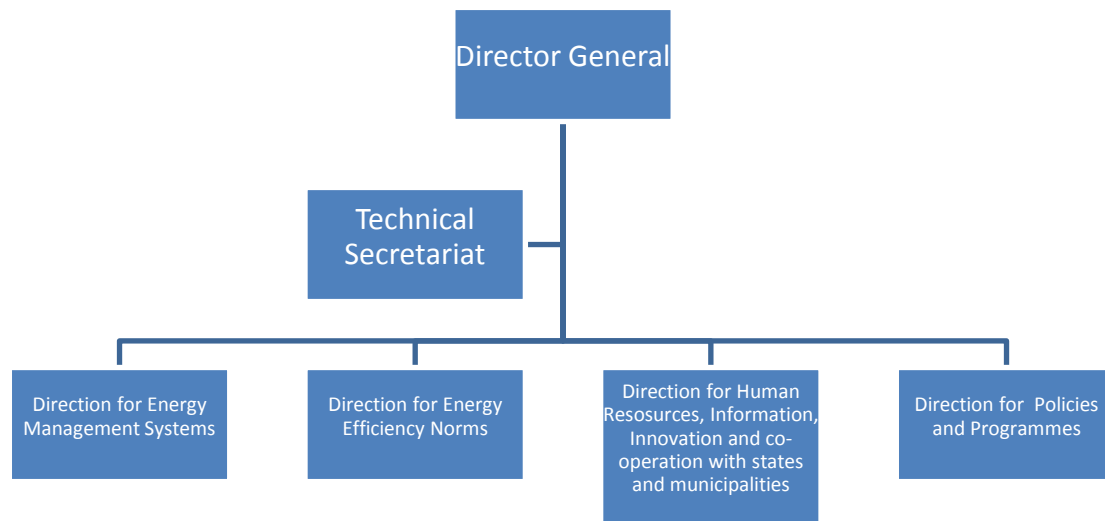 Director General
Technical
Secretariat
Direction for Energy
Management Systems
Direction for Energy
Efficiency Norms
Direction for Human
Resosurces, Information,
Innovation and co-
operation with states
and municipalities
Direction for Policies
and Programmes